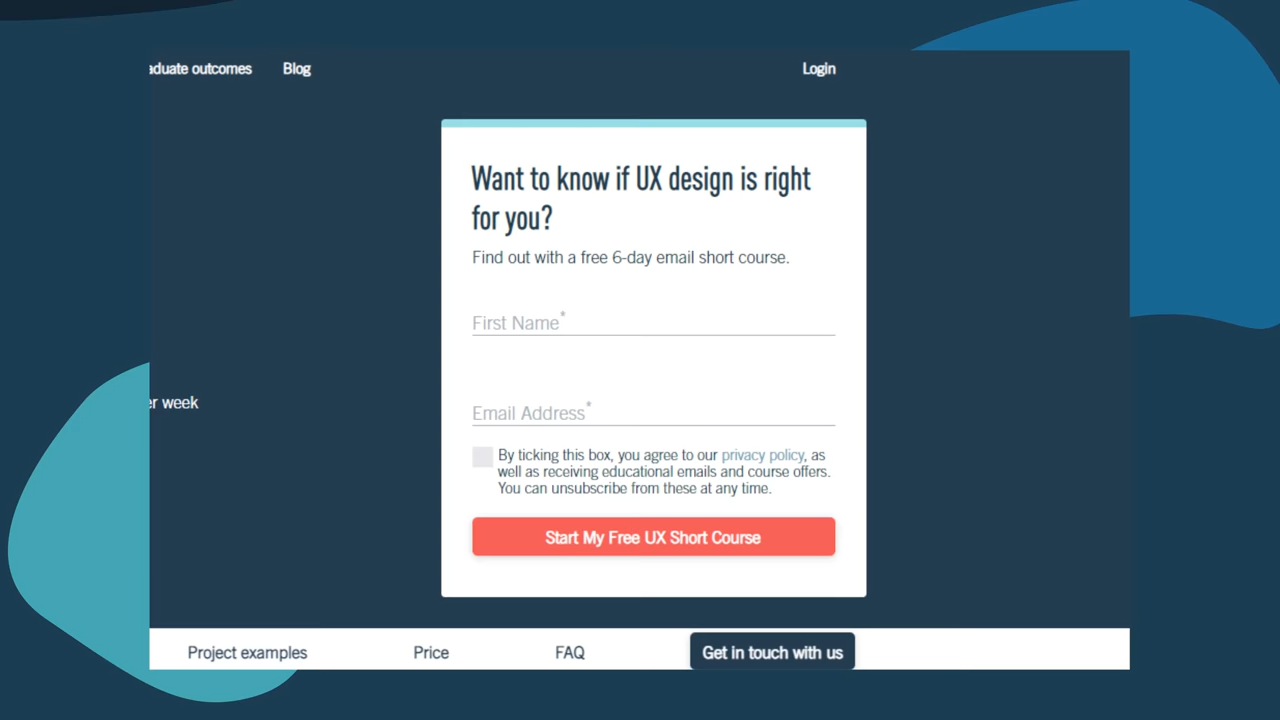 aduate outcomes
Blog
Login
Want to know if UX design is right
for you?
Find out with a free 6-day email short course.
First Name*
Email Address*
er week
By ticking this box, you agree to our privacy policy, as
well as receiving educational emails and course offers.
You can unsubscribe from these at any time.
Start My Free UX Short Course
Project examples
Price
FAQ
Get in touch with us